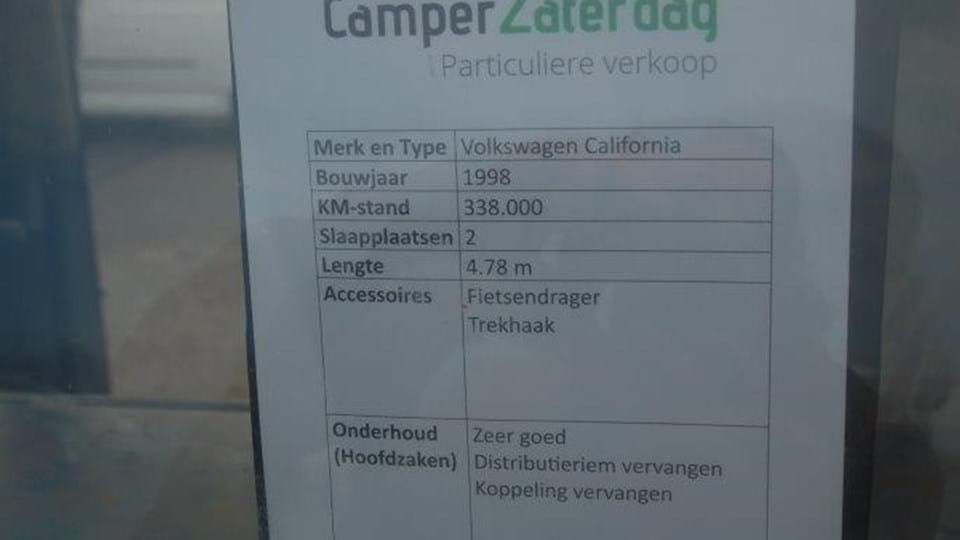 CamperZaterdag
Particuliere verkoop
Merk en Type Volkswagen California
Bouwjaar 1998
KM-stand 338.000
Slaapplaatsen 2
Lengte 4.78 m
Accessoires Fietsendrager
Trekhaak
Onderhoud Zeer goed
(Hoofdzaken) Distributieriem vervangen
Koppeling vervangen